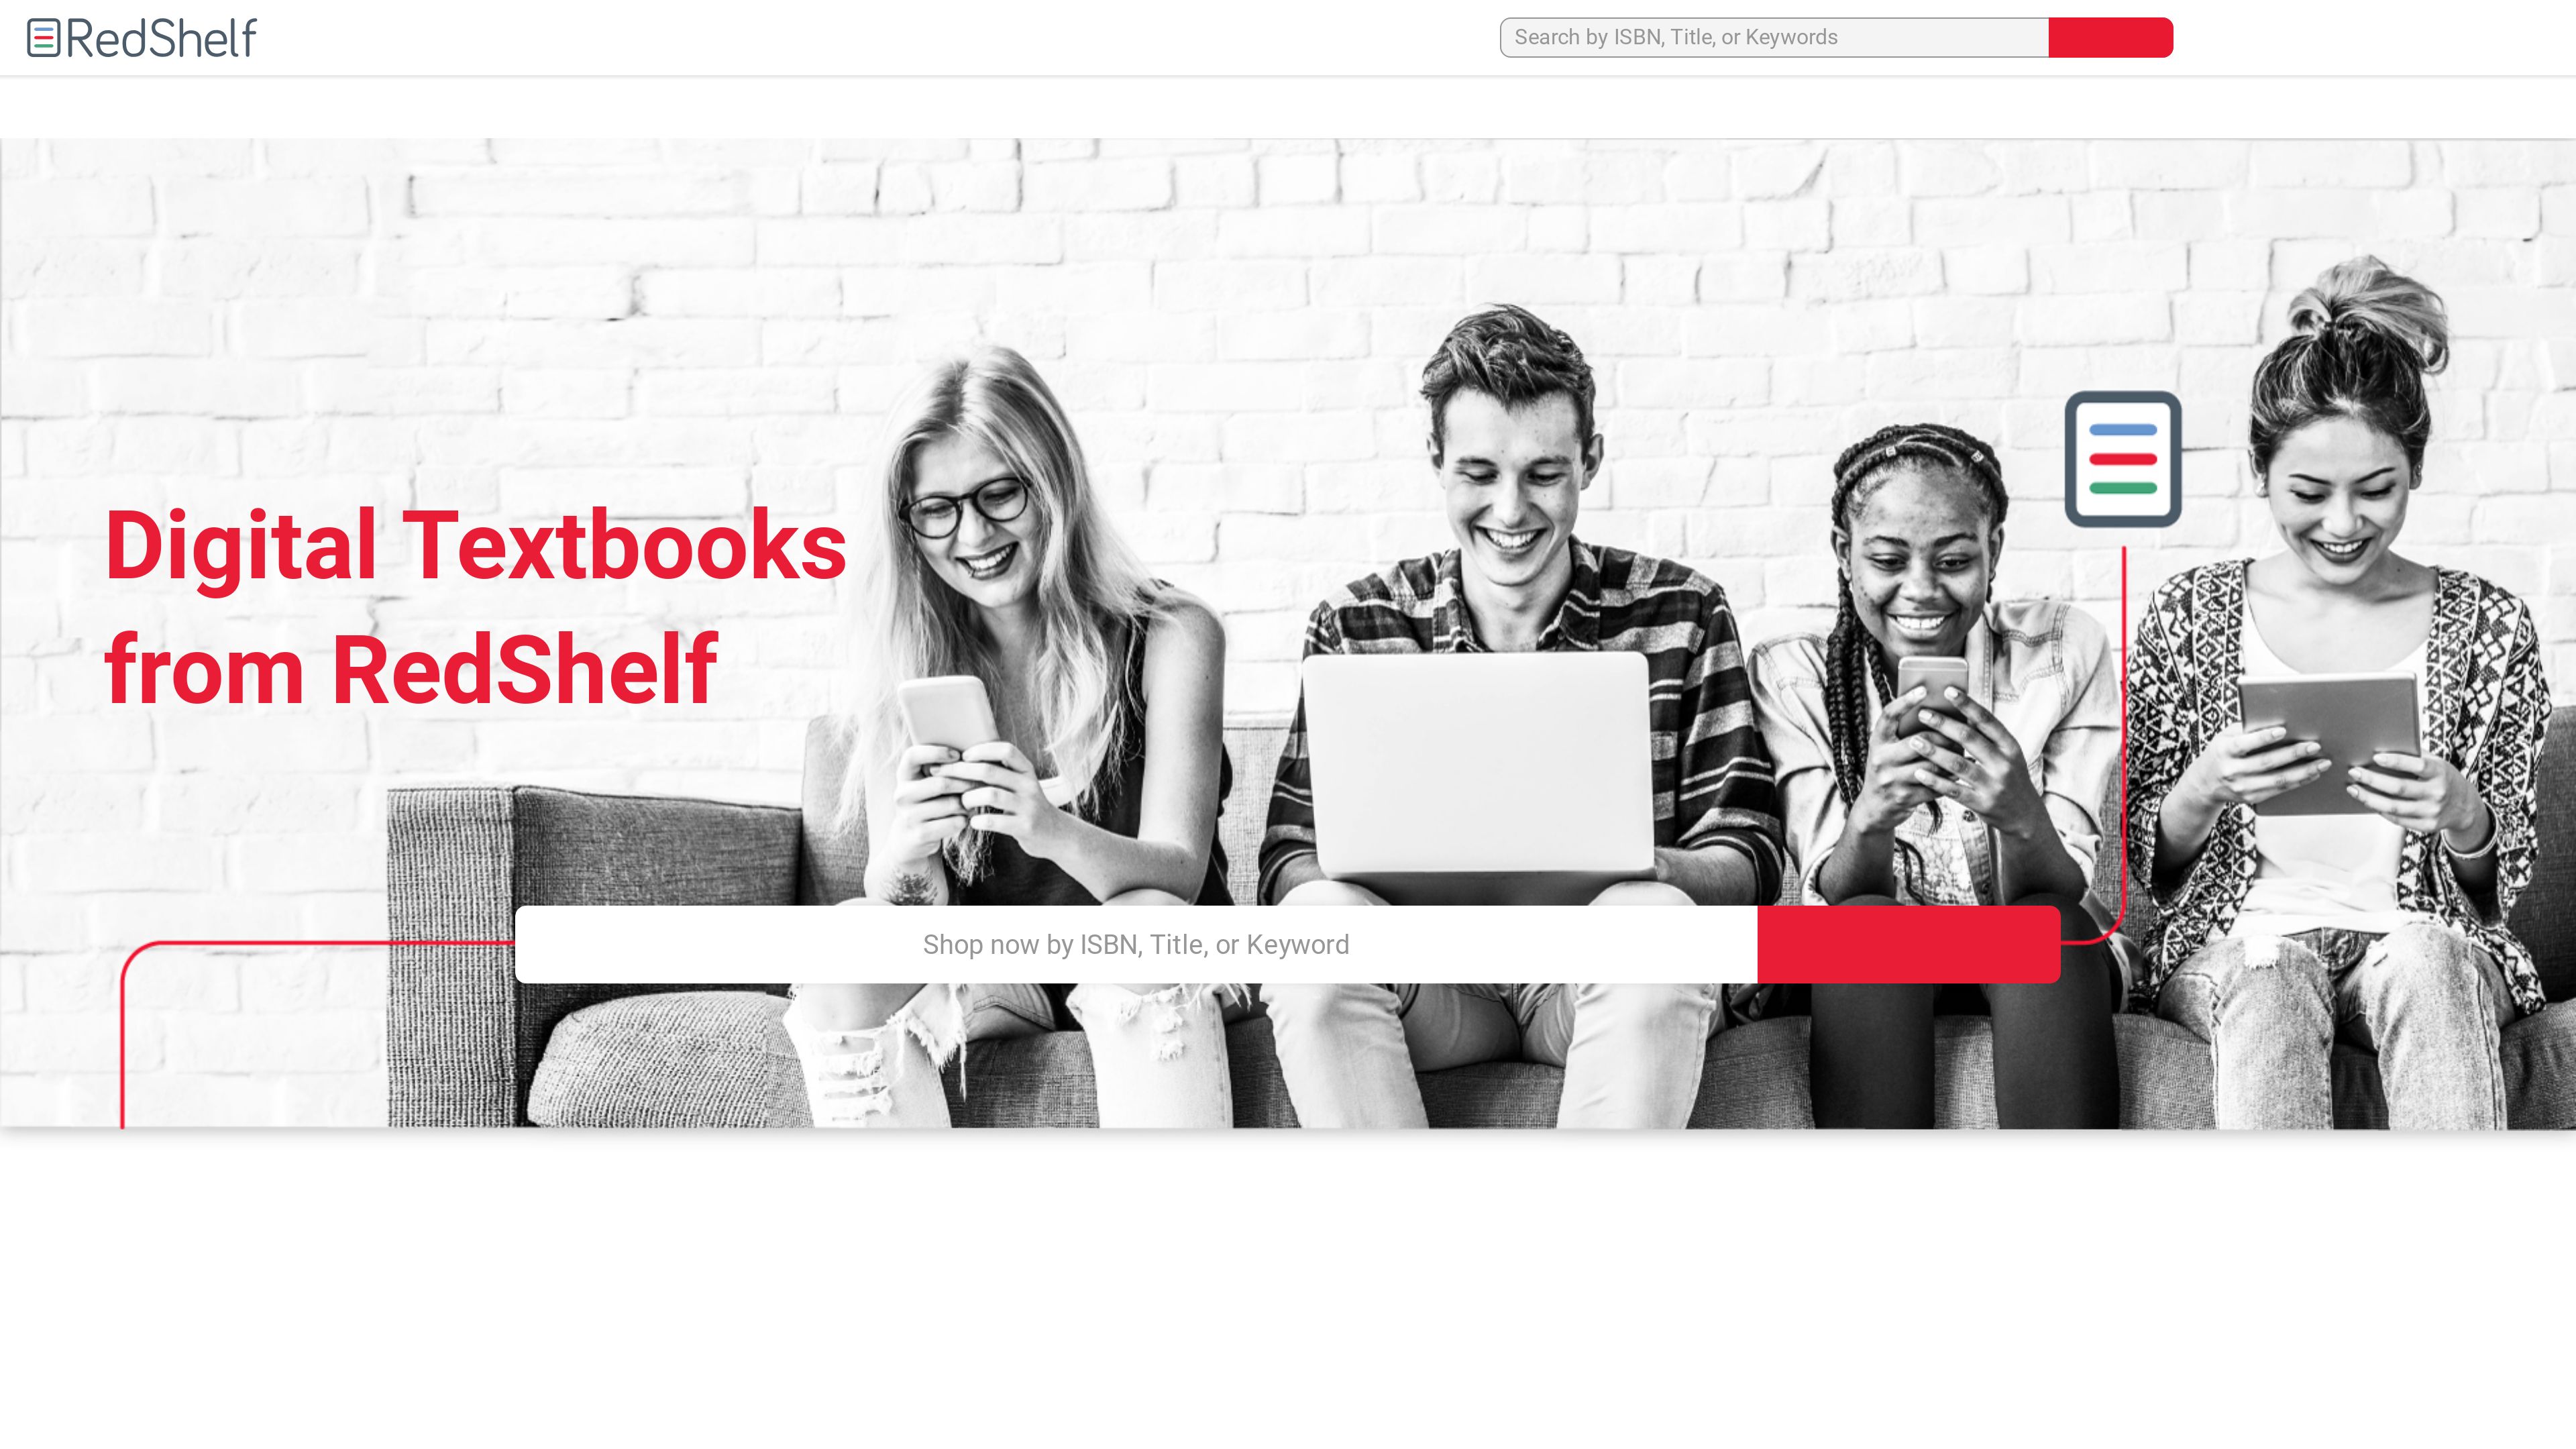 RedShelf
Search by ISBN, Title, or Keywords
Digital Textbooks
from RedShelf
Shop now by ISBN, Title, or Keyword